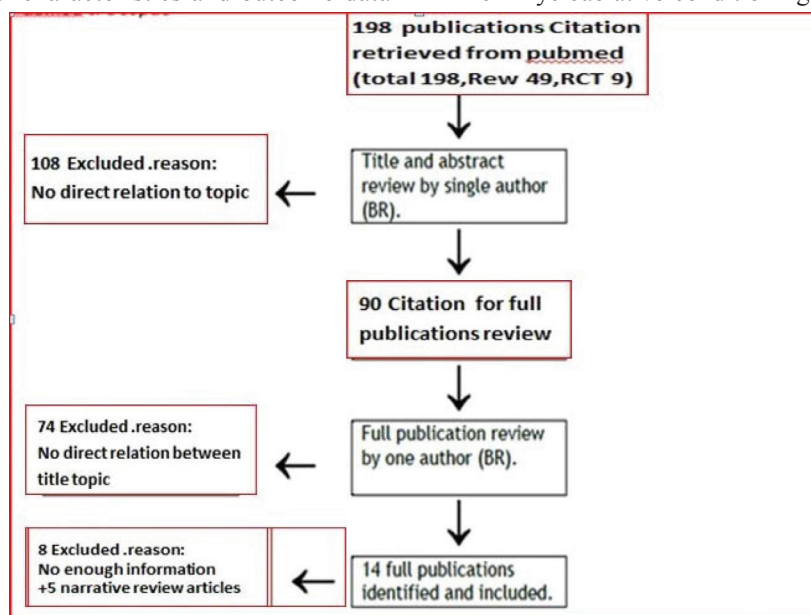 and outcome data
198 publications Citation
retrieved from pubmed
(total 198,Rew 49,RCT 9)
108 Excluded .reason:
No direct relation to topic
Title and abstract
review by single author
(BR).
90 Citation for full
publications review
74 Excluded .reason:
No direct relation between
title topic
Full publication review
by one author (BR).
8 Excluded .reason:
No enough information
+5 narrative review articles
14 full publications
identified and included.